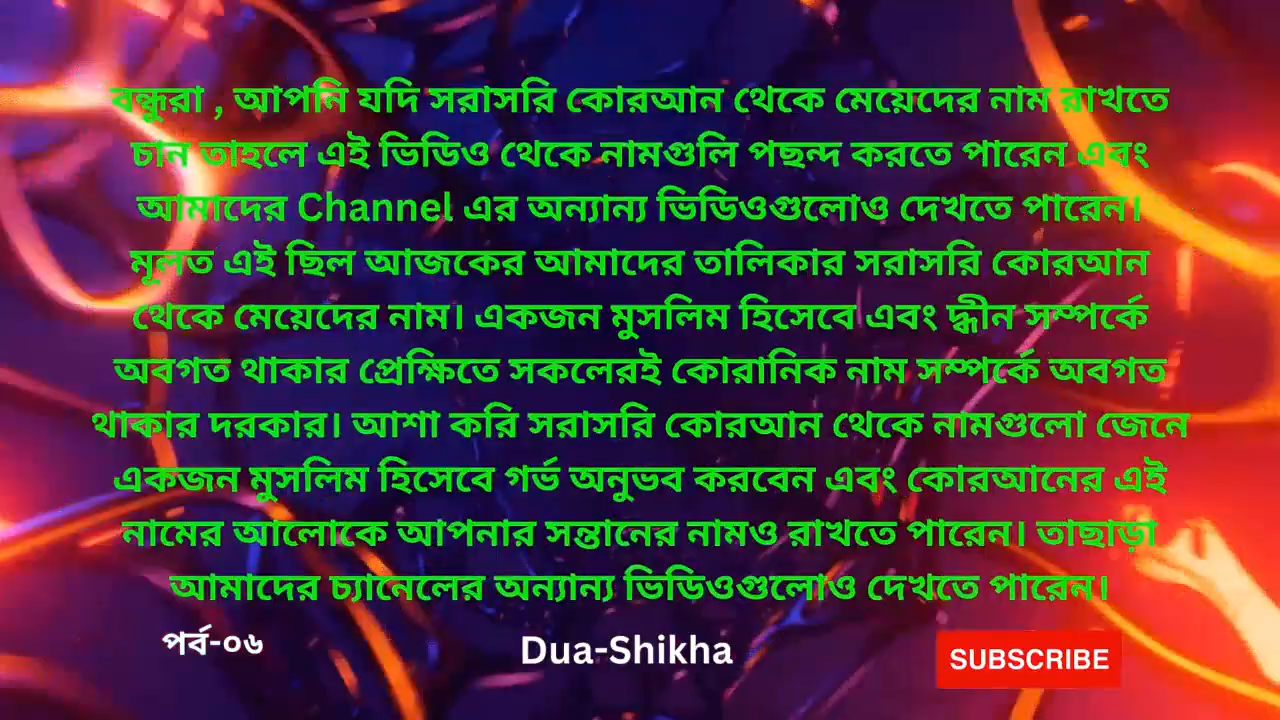 বন্ধুরা , আপনি যদি সরাসরি কোরআন থেকে মেয়েদের নাম রাখতে
চান তাহলে এই ভিডিও থেকে নামগুলি পছন্দ করতে পারেন এবং
আমাদের Channel এর অন্যান্য ভিডিওগুলোও দেখতে পারেন।
মূলত এই ছিল আজকের আমাদের তালিকার সরাসরি কোরআন
থেকে মেয়েদের নাম। একজন মুসলিম হিসেবে এবং দ্ধীন সম্পর্কে
অবগত থাকার প্রেক্ষিতে সকলেরই কোরানিক নাম সম্পর্কে অবগত
থাকার দরকার। আশা করি সরাসরি কোরআন থেকে নামগুলো জেনে
একজন মুসলিম হিসেবে গর্ভ অনুভব করবেন এবং কোরআনের এই
নামের আলোকে আপনার সন্তানের নামও রাখতে পারেন। তাছাড়া
আমাদের চ্যানেলের অন্যান্য ভিডিওগুলোও দেখতে পারেন।
পর্ব-০৬
Dua-Shikha
SUBSCRIBE